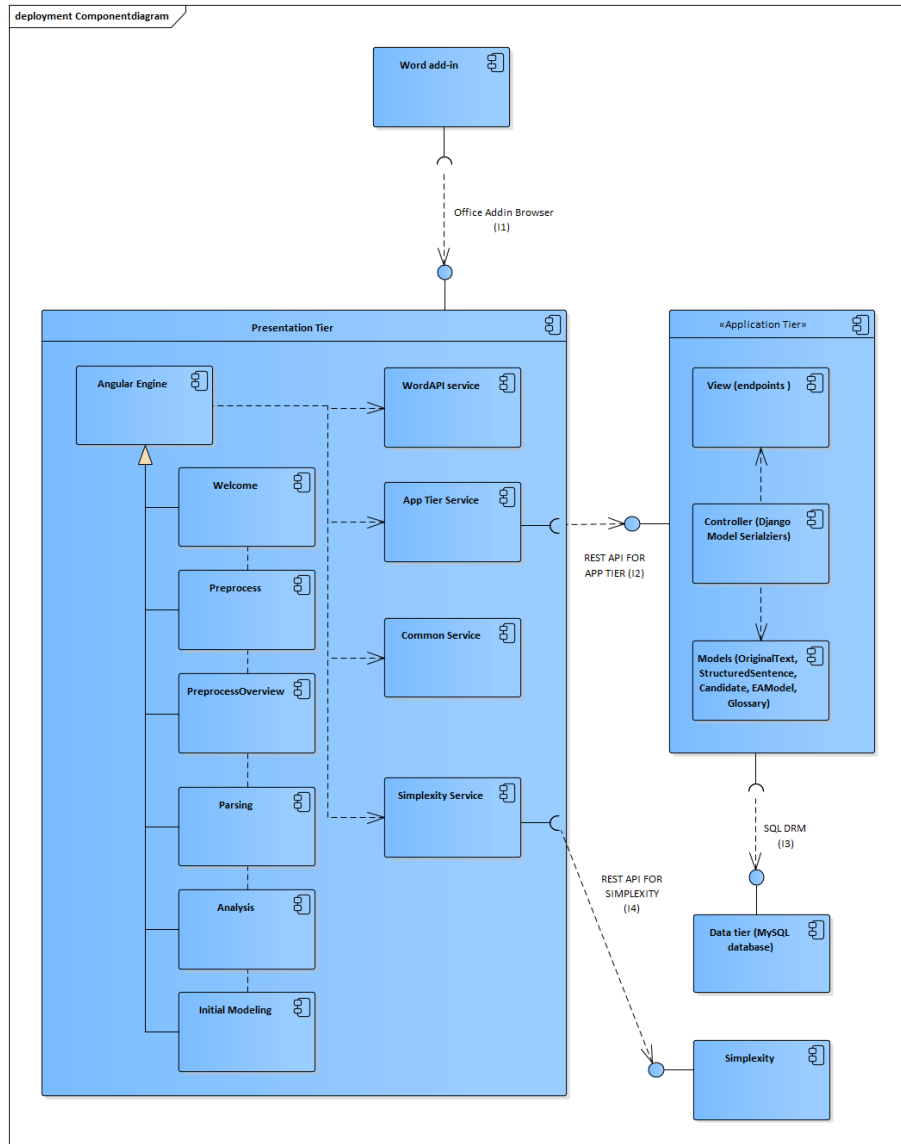 deployment Componentdiagram
Word add-in
Office Addin Browser
(I1)
Presentation Tier
«Application Tier»
Angular Engine
WordAPI service
View (endpoints )
Welcome
App Tier Service
Controller (Django
Model Serialziers)
REST API FOR
APP TIER (I2)
Preprocess
Common Service
Models (OriginalText,
StructuredSentence,
Candidate, EAModel,
Glossary)
PreprocessOverview
Parsing
Simplexity Service
SQL DRM
(I3)
REST API FOR
SIMPLEXITY
(I4)
Analysis
Data tier (MySQL
database)
Initial Modeling
Simplexity